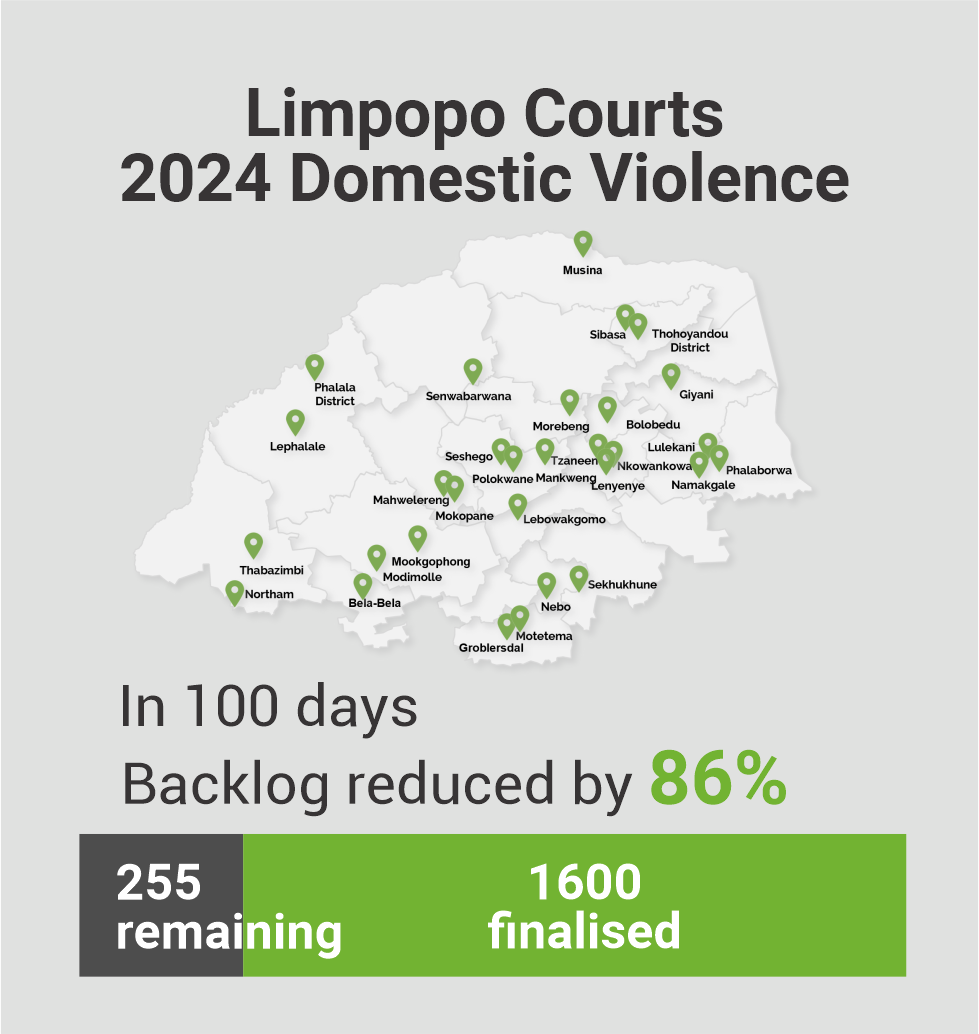 Limpopo Courts
2024 Domestic Violence
Musina
Sibasa
Thohoyandou
District
Phalala
District
Giyani
Senwabarwana
Morebeng
Bolobedu
Lephalale
Lulekani
Seshego
Tzaneen
Nkowankowa
Phalaborwa
Polokwane
Mankweng
Lenyenye
Namakgale
Mahwelereng
Mokopane
Lebowakgomo
Mookgophong
Thabazimbi
Modimolle
Sekhukhune
Northam
Bela-Bela
Nebo
Motetema
Groblersdal
In 100 days
Backlog reduced by 86%
255
remaining
1600
finalised